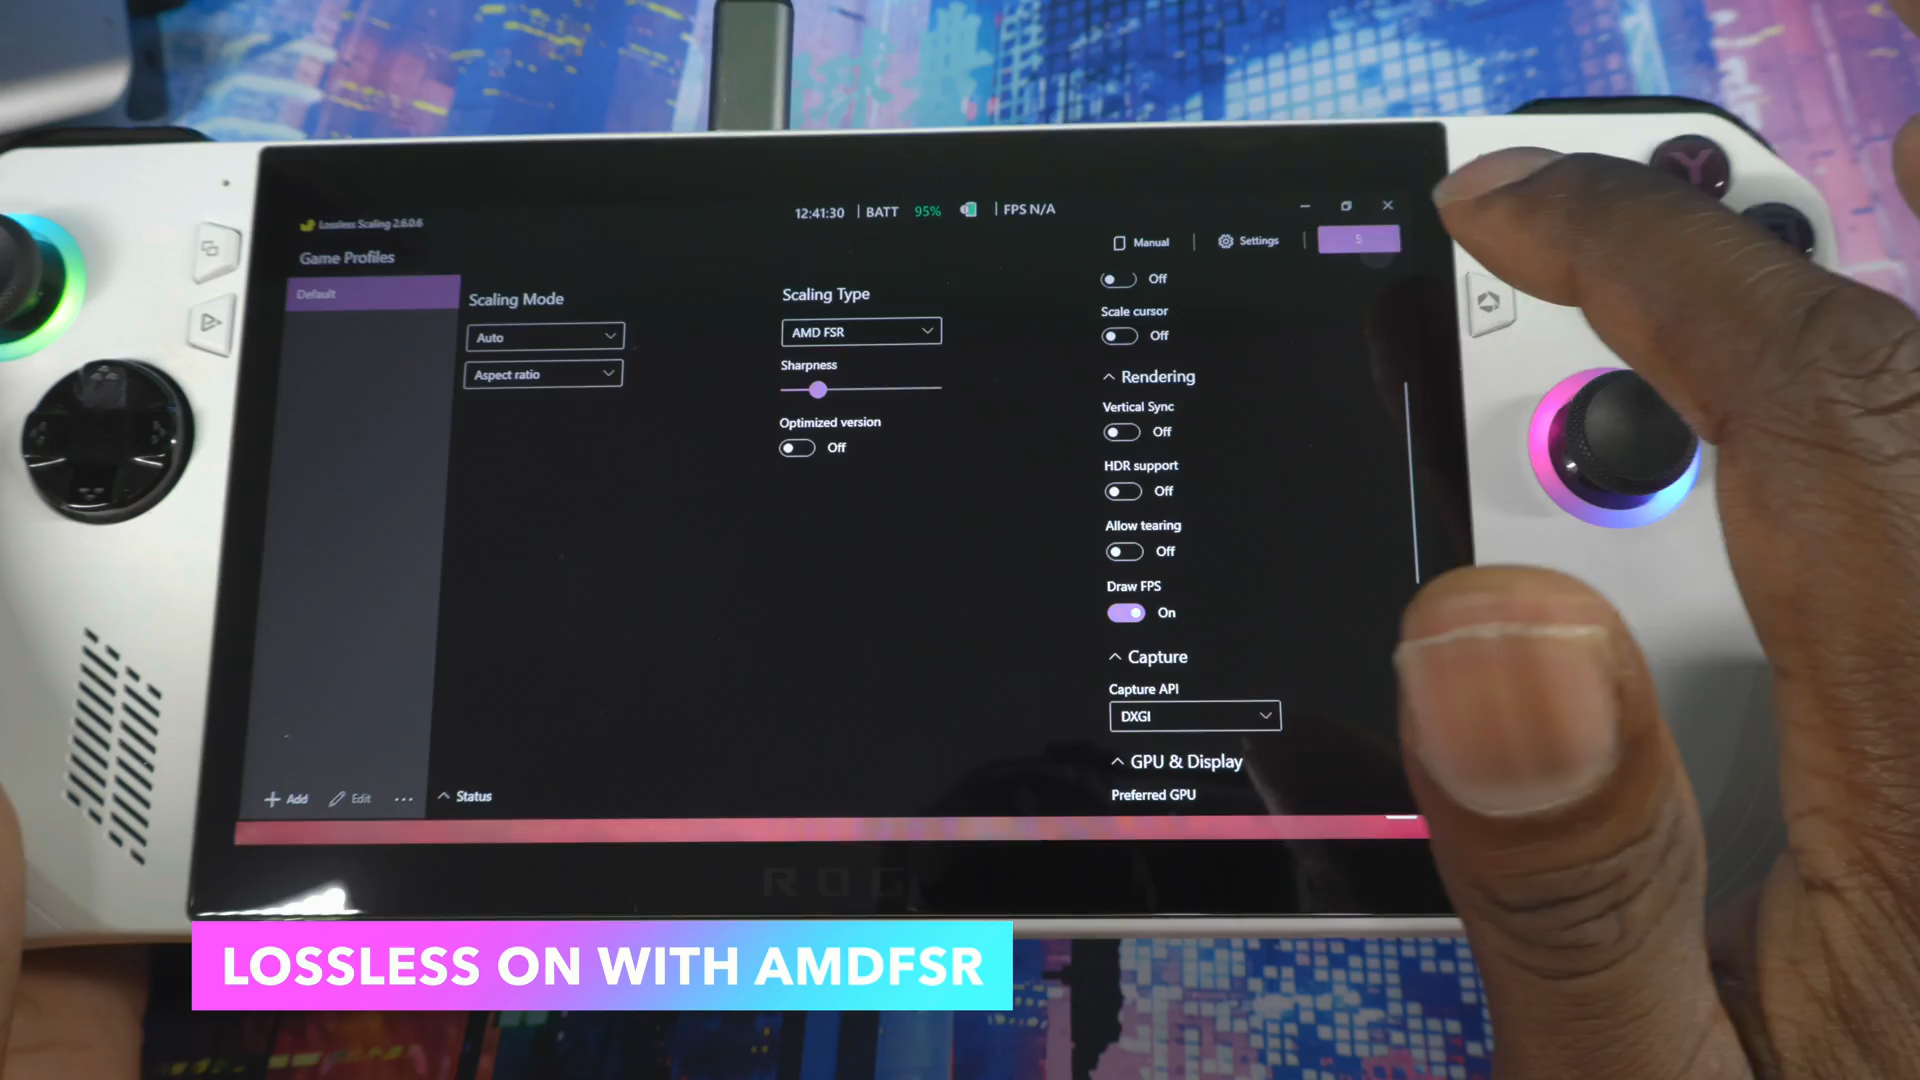 12:41:30 | BATT 95% | FPS N/A
Lossless Scaling 2.6.0.6
Manual | Settings | 5
Game Profiles
Default
Scaling Mode
Auto
Aspect ratio
Scaling Type
AMD FSR
Sharpness
Optimized version
Off
Off
Scale cursor
Off
Rendering
Vertical Sync
Off
HDR support
Off
Allow tearing
Off
Draw FPS
On
Capture
Capture API
DXGI
GPU & Display
Preferred GPU
Add Edit ...
Status
ROG
Y
LOSSLESS ON WITH AMDFSR